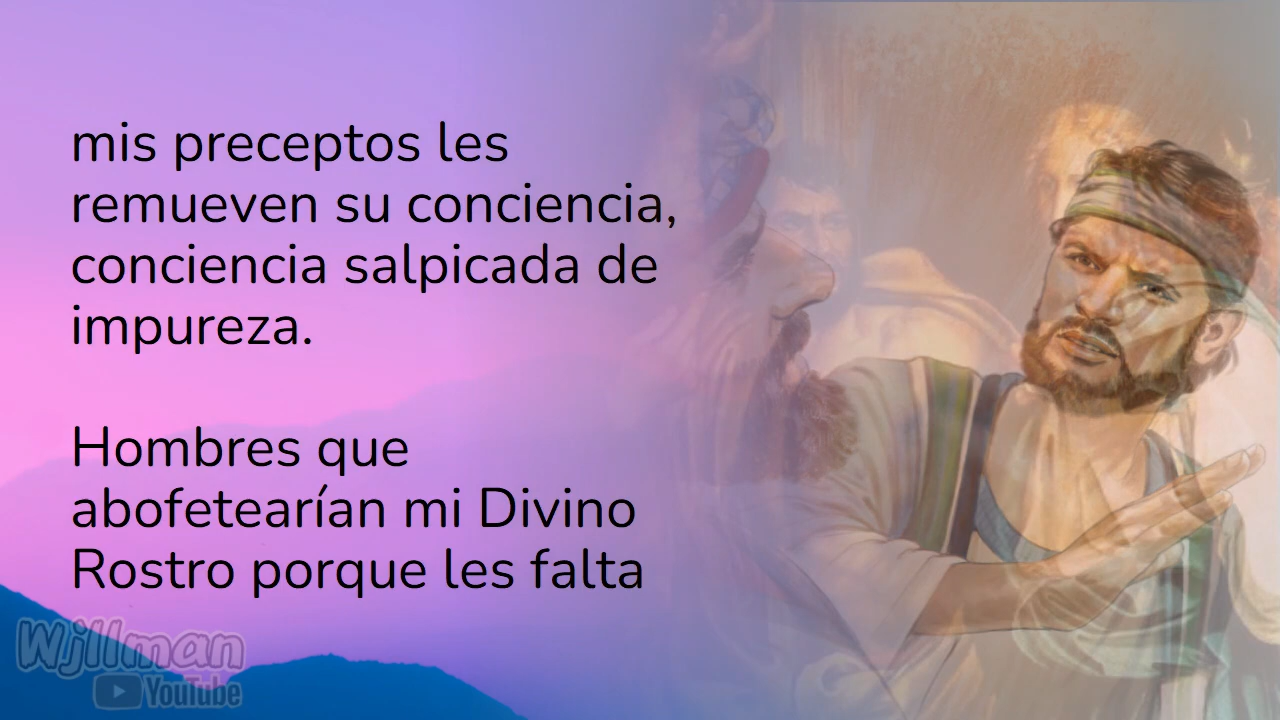 mis preceptos les
remueven su conciencia,
conciencia salpicada de
impureza.
Hombres que
abofetearían mi Divino
Rostro porque les falta
Wjllman
YouTube